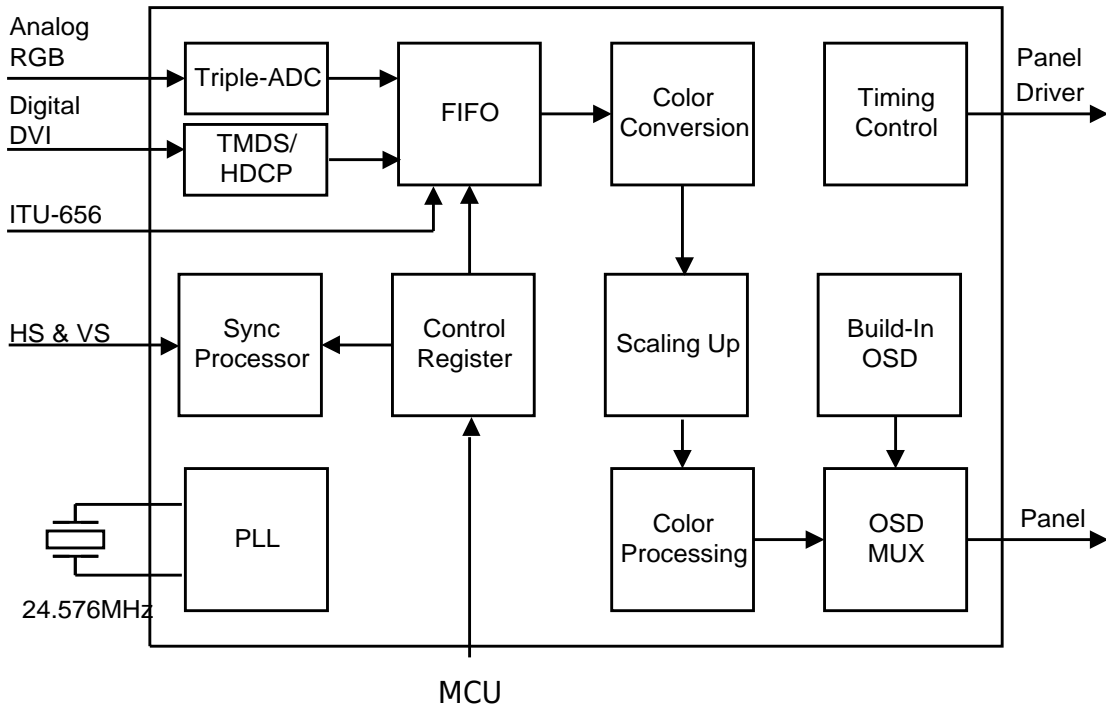 Analog
RGB
Triple-ADC
FIFO
Color
Conversion
Timing
Control
Panel
Driver
Digital
DVI
TMDS/
HDCP
ITU-656
HS & VS
Sync
Processor
Control
Register
Scaling Up
Build-In
OSD
24.576MHz
PLL
Color
Processing
OSD
MUX
Panel
MCU